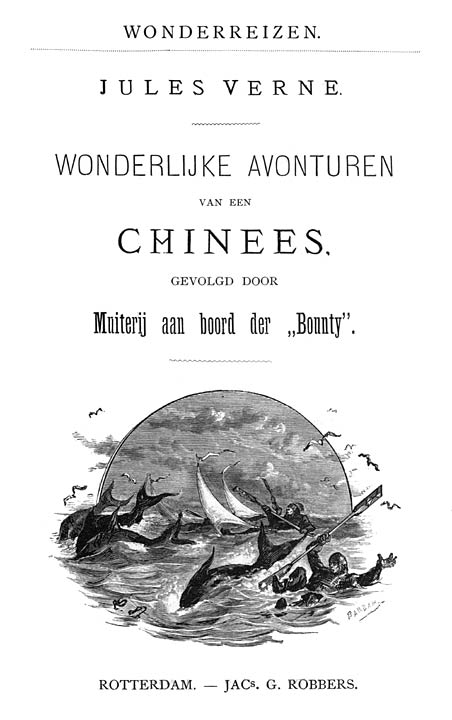 WONDERREIZEN.
JULES VERNE.
WONDERLIJKE AVONTUREN
VAN EEN
CHINEES,
GEVOLGD DOOR
Muiterij aan boord der „Bounty”.
ROTTERDAM. — JACs. G. ROBBERS.